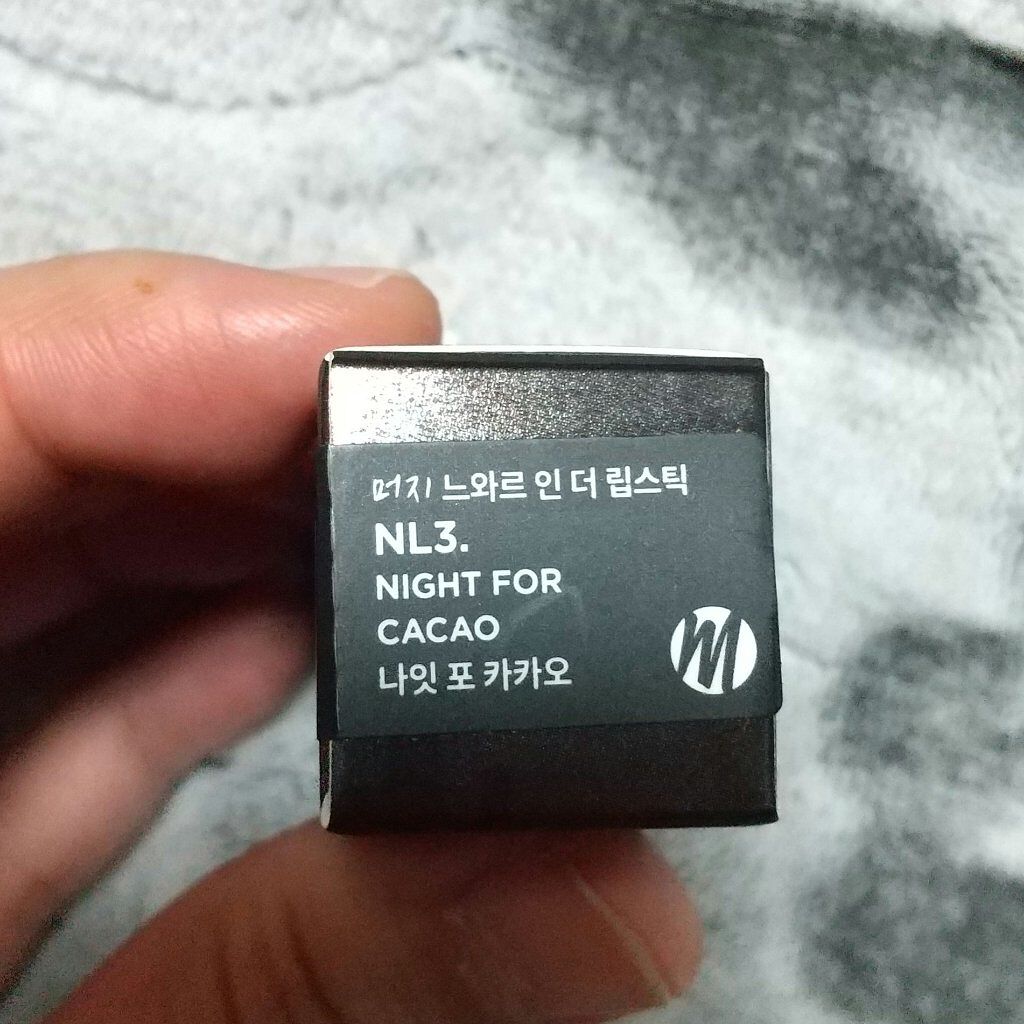 머지 느와르 인 더 립스틱
NL3.
NIGHT FOR
CACAO
나잇 포 카카오
M